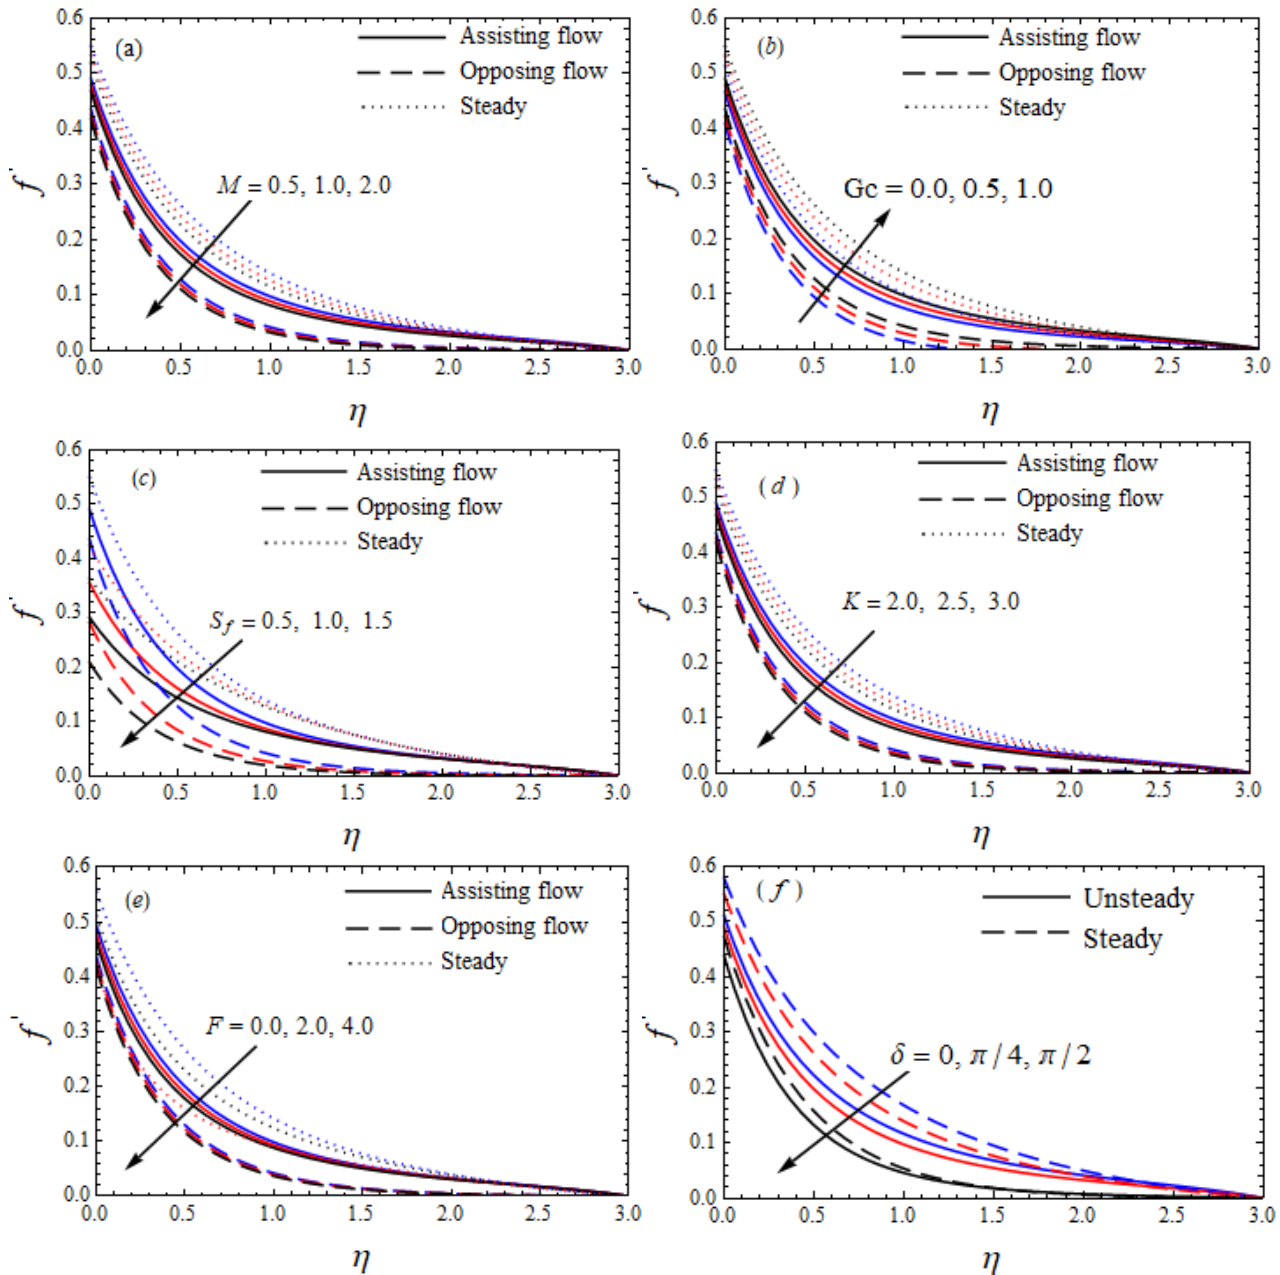 (a)
Assisting flow
Opposing flow
Steady
M = 0.5, 1.0, 2.0
f'
0.6
0.5
0.4
0.3
0.2
0.1
0.0
0.0 0.5 1.0 1.5 2.0 2.5 3.0
η
(b)
Assisting flow
Opposing flow
Steady
Gc = 0.0, 0.5, 1.0
f'
0.6
0.5
0.4
0.3
0.2
0.1
0.0
0.0 0.5 1.0 1.5 2.0 2.5 3.0
η
(c)
Assisting flow
Opposing flow
Steady
S_f = 0.5, 1.0, 1.5
f'
0.6
0.5
0.4
0.3
0.2
0.1
0.0
0.0 0.5 1.0 1.5 2.0 2.5 3.0
η
(d)
Assisting flow
Opposing flow
Steady
K = 2.0, 2.5, 3.0
f'
0.6
0.5
0.4
0.3
0.2
0.1
0.0
0.0 0.5 1.0 1.5 2.0 2.5 3.0
η
(e)
Assisting flow
Opposing flow
Steady
F = 0.0, 2.0, 4.0
f'
0.6
0.5
0.4
0.3
0.2
0.1
0.0
0.0 0.5 1.0 1.5 2.0 2.5 3.0
η
(f)
Unsteady
Steady
δ = 0, π/4, π/2
f'
0.6
0.5
0.4
0.3
0.2
0.1
0.0
0.0 0.5 1.0 1.5 2.0 2.5 3.0
η